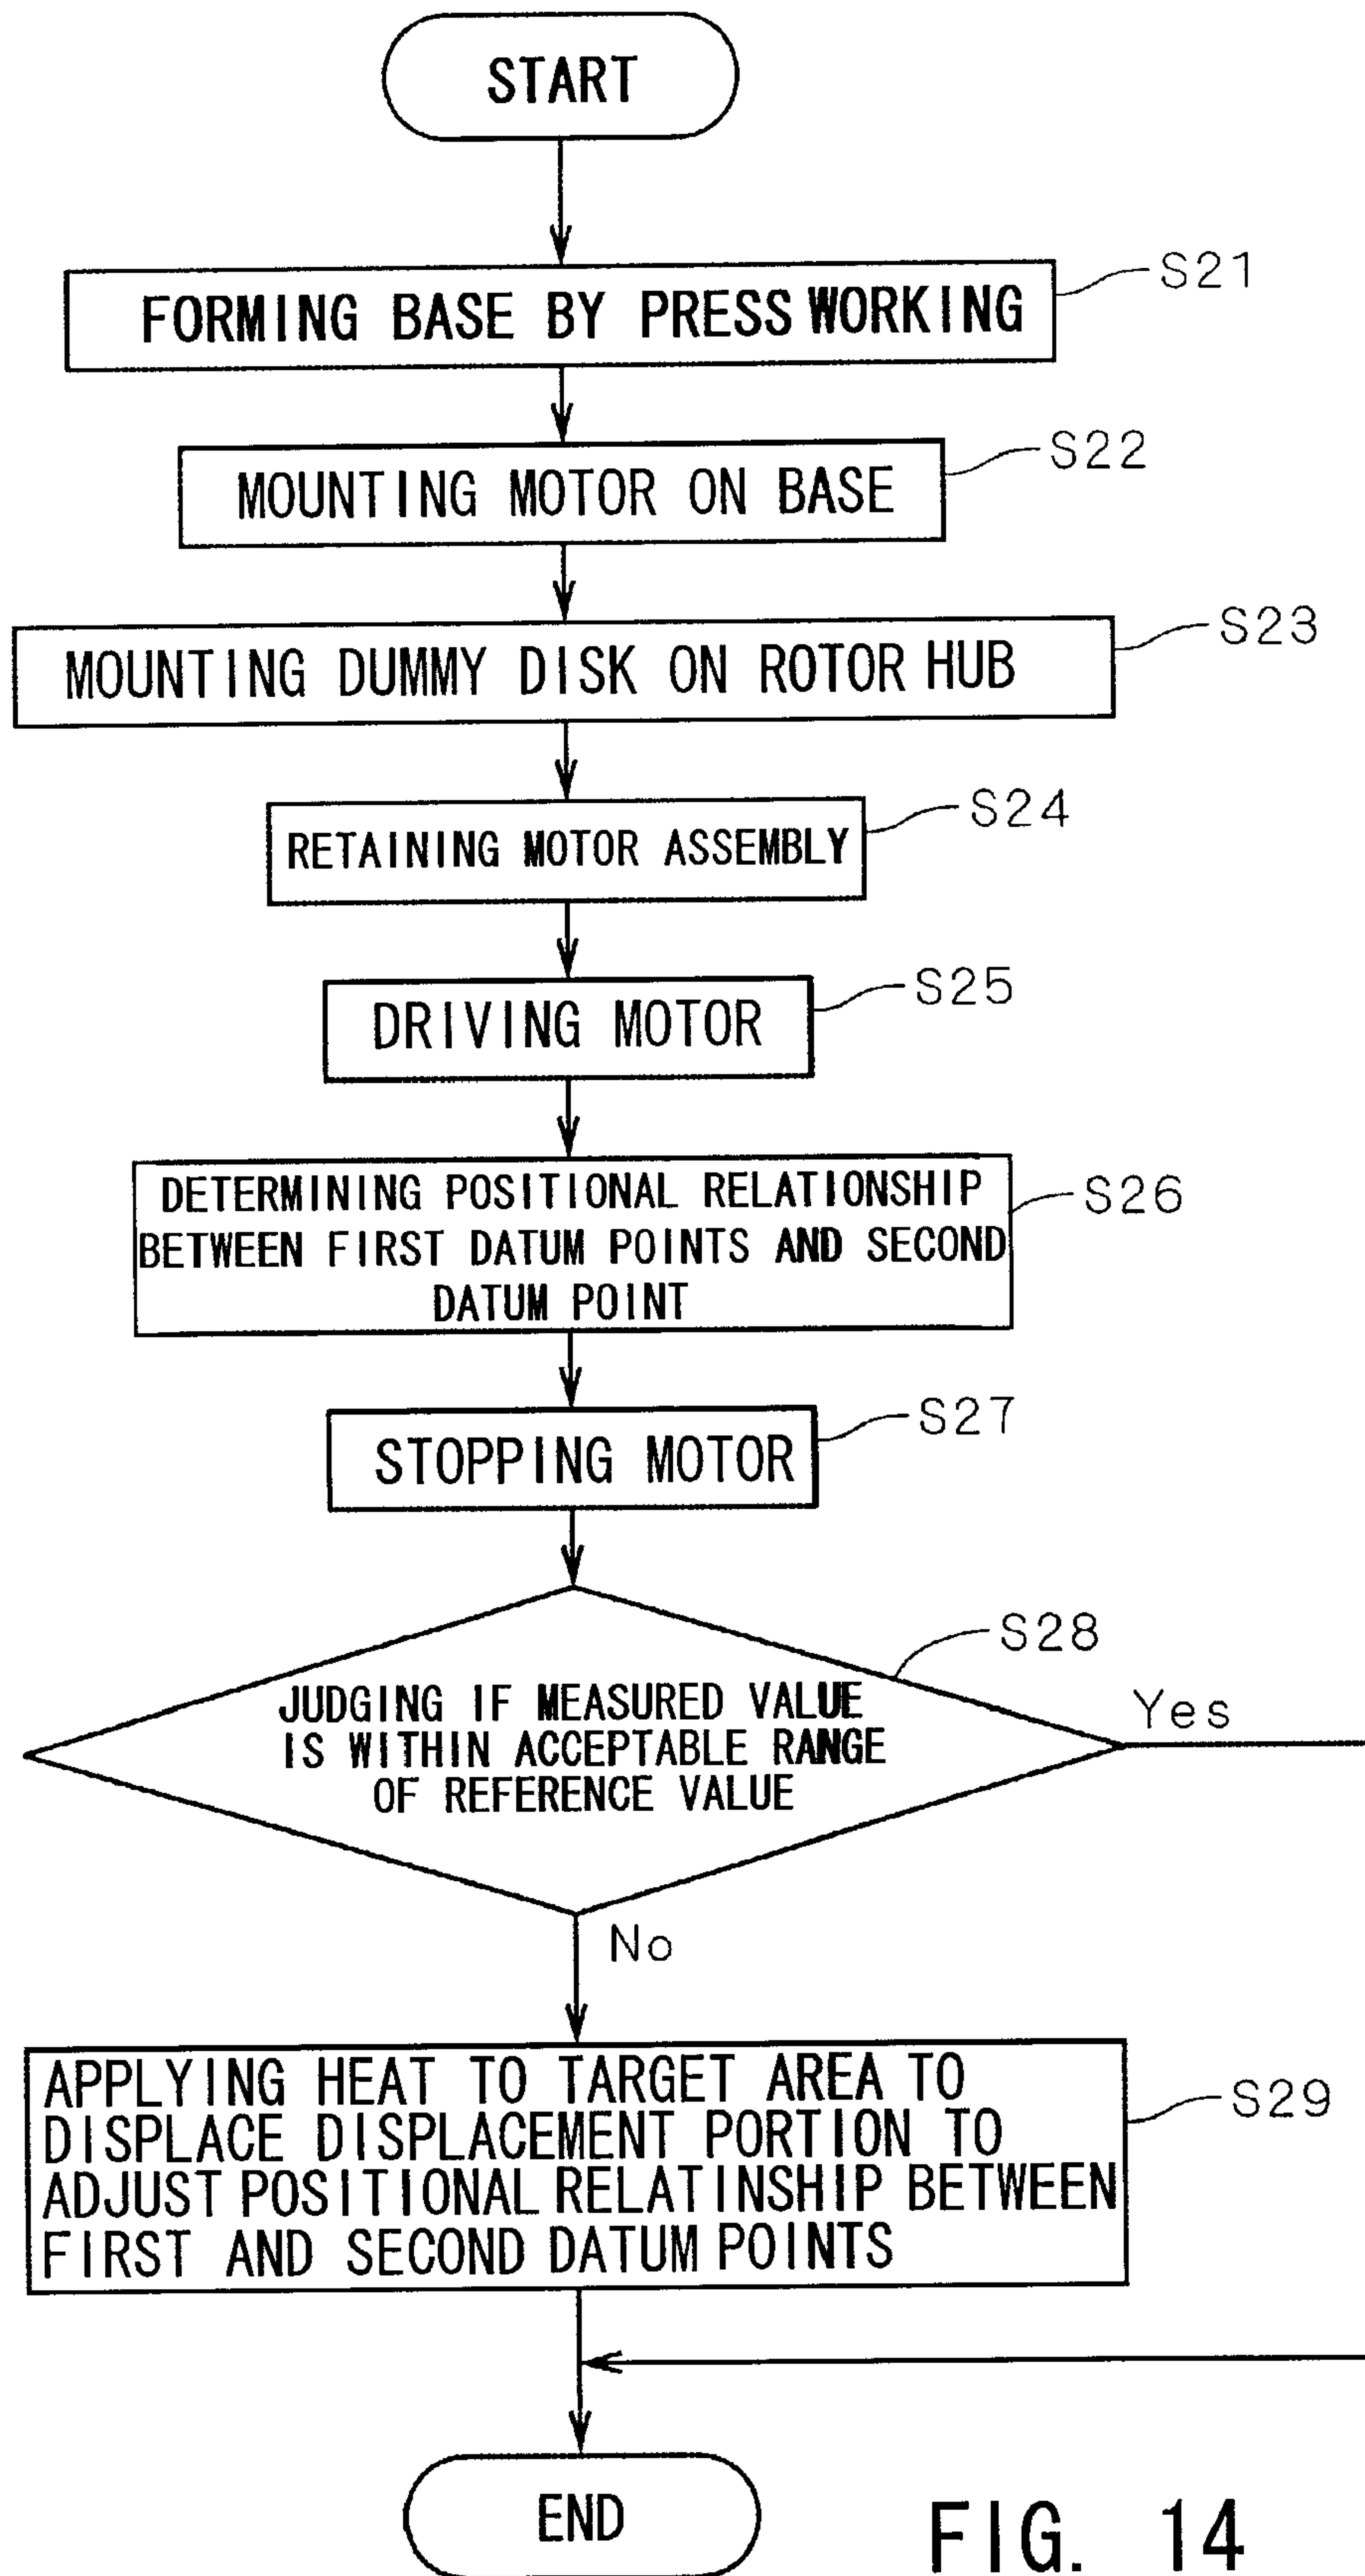 START
FORMING BASE BY PRESS WORKING
S21
MOUNTING MOTOR ON BASE
S22
MOUNTING DUMMY DISK ON ROTOR HUB
S23
RETAINING MOTOR ASSEMBLY
S24
DRIVING MOTOR
S25
DETERMINING POSITIONAL RELATIONSHIP
BETWEEN FIRST DATUM POINTS AND SECOND
DATUM POINT
S26
STOPPING MOTOR
S27
JUDGING IF MEASURED VALUE
IS WITHIN ACCEPTABLE RANGE
OF REFERENCE VALUE
S28
Yes
No
APPLYING HEAT TO TARGET AREA TO
DISPLACE DISPLACEMENT PORTION TO
ADJUST POSITIONAL RELATINSHIP BETWEEN
FIRST AND SECOND DATUM POINTS
S29
END
FIG. 14